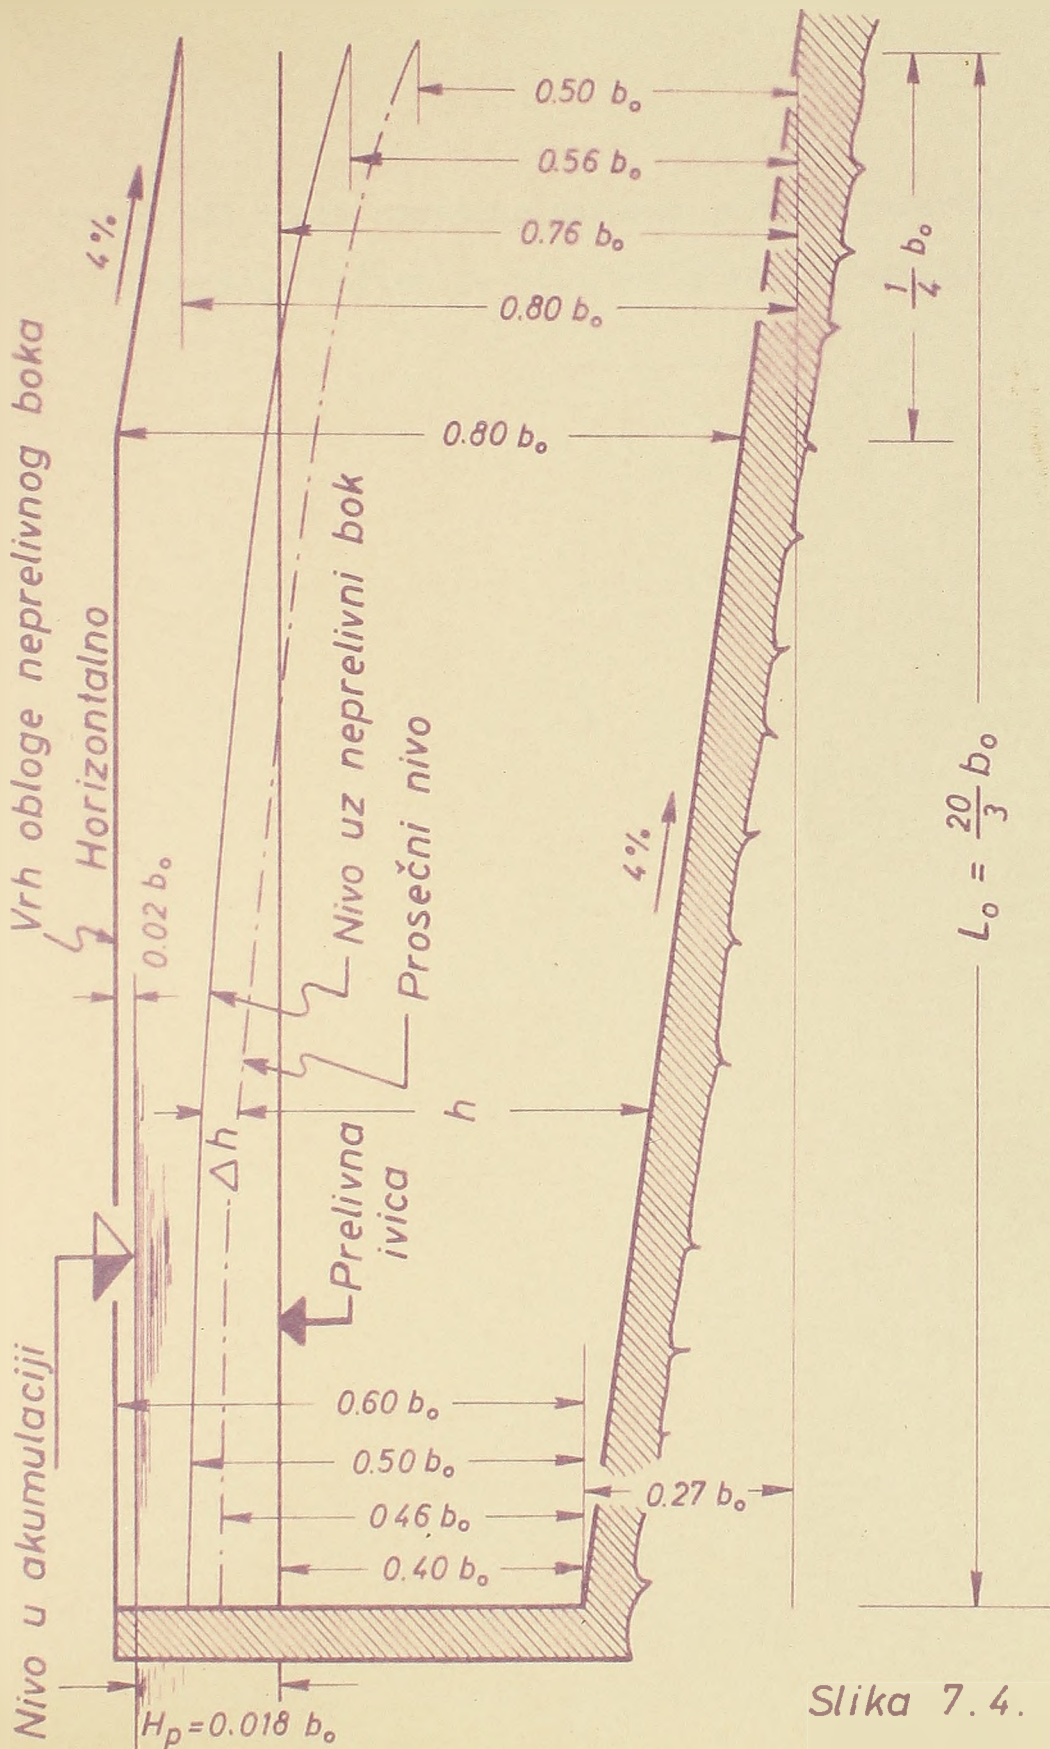 0.50 b₀
0.56 b₀
0.76 b₀
0.80 b₀
0.80 b₀
4%
1/4 b₀
Vrh obloge neprelivnog boka
Horizontalno
0.02 b₀
Nivo uz neprelivni bok
Prosečni nivo
4%
L₀ = 20/3 b₀
h
Δh
Prelivna
ivica
Nivo u akumulaciji
0.60 b₀
0.50 b₀
0.46 b₀
0.40 b₀
0.27 b₀
Hp=0.018 b₀
Slika 7.4.